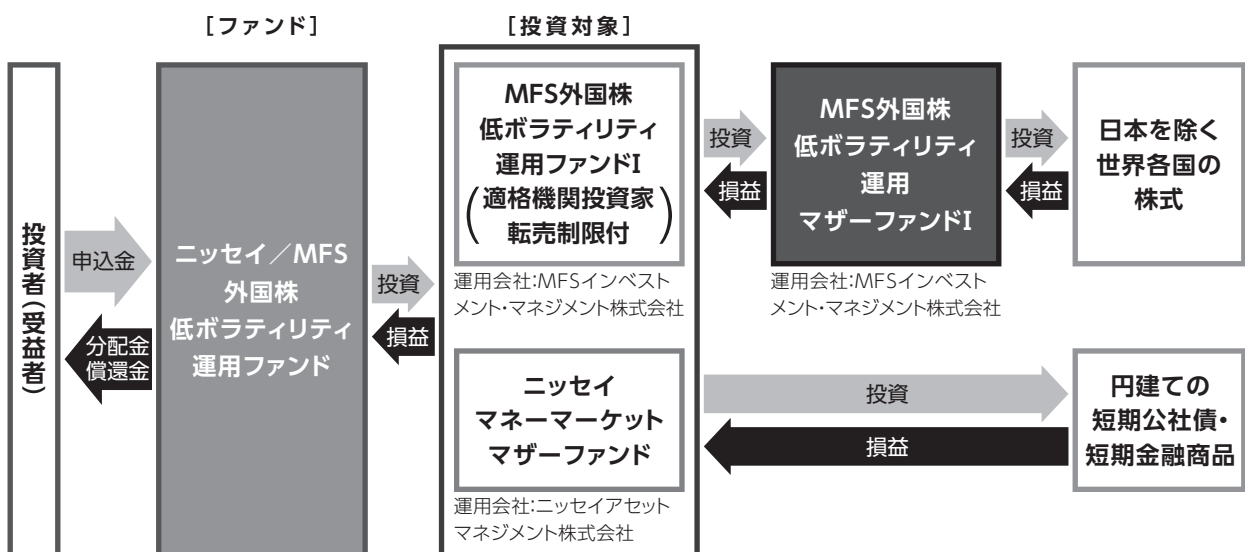 ［ファンド］
［投資対象］
投資者（受益者）
申込金
分配金
償還金
ニッセイ／MFS
外国株
低ボラティリティ
運用ファンド
投資
損益
MFS外国株
低ボラティリティ
運用ファンドI
（適格機関投資家
転売制限付）
運用会社:MFSインベスト
メント・マネジメント株式会社
投資
損益
MFS外国株
低ボラティリティ
運用
マザーファンドI
運用会社:MFSインベスト
メント・マネジメント株式会社
投資
損益
日本を除く
世界各国の
株式
ニッセイ
マネーマーケット
マザーファンド
運用会社:ニッセイアセット
マネジメント株式会社
投資
損益
円建ての
短期公社債・
短期金融商品